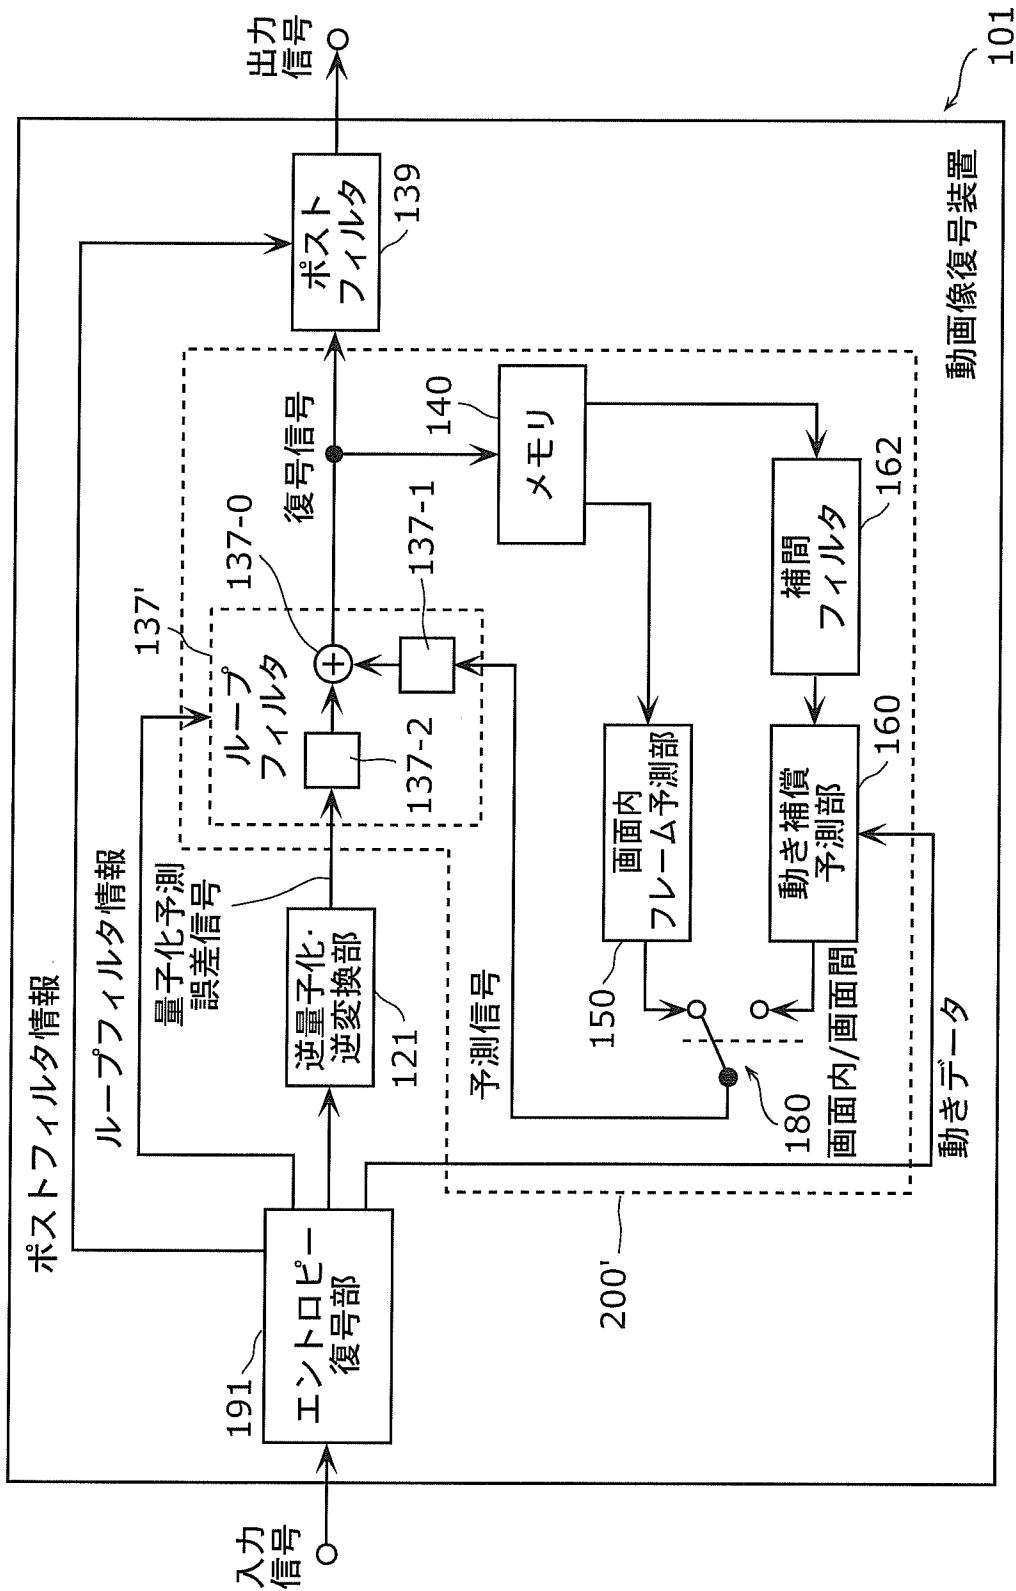 ポストフィルタ情報
ループフィルタ情報
量子化予測
誤差信号
入力
信号
191
エントロピー
復号部
逆量子化・
逆変換部
121
137'
ループ
フィルタ
137-2
137-0
137-1
復号信号
ポスト
フィルタ
139
出力
信号
140
メモリ
予測信号
画面内
フレーム予測部
150
補間
フィルタ
162
動き補償
予測部
160
180
画面内/画面間
動きデータ
200'
動画像復号装置
101